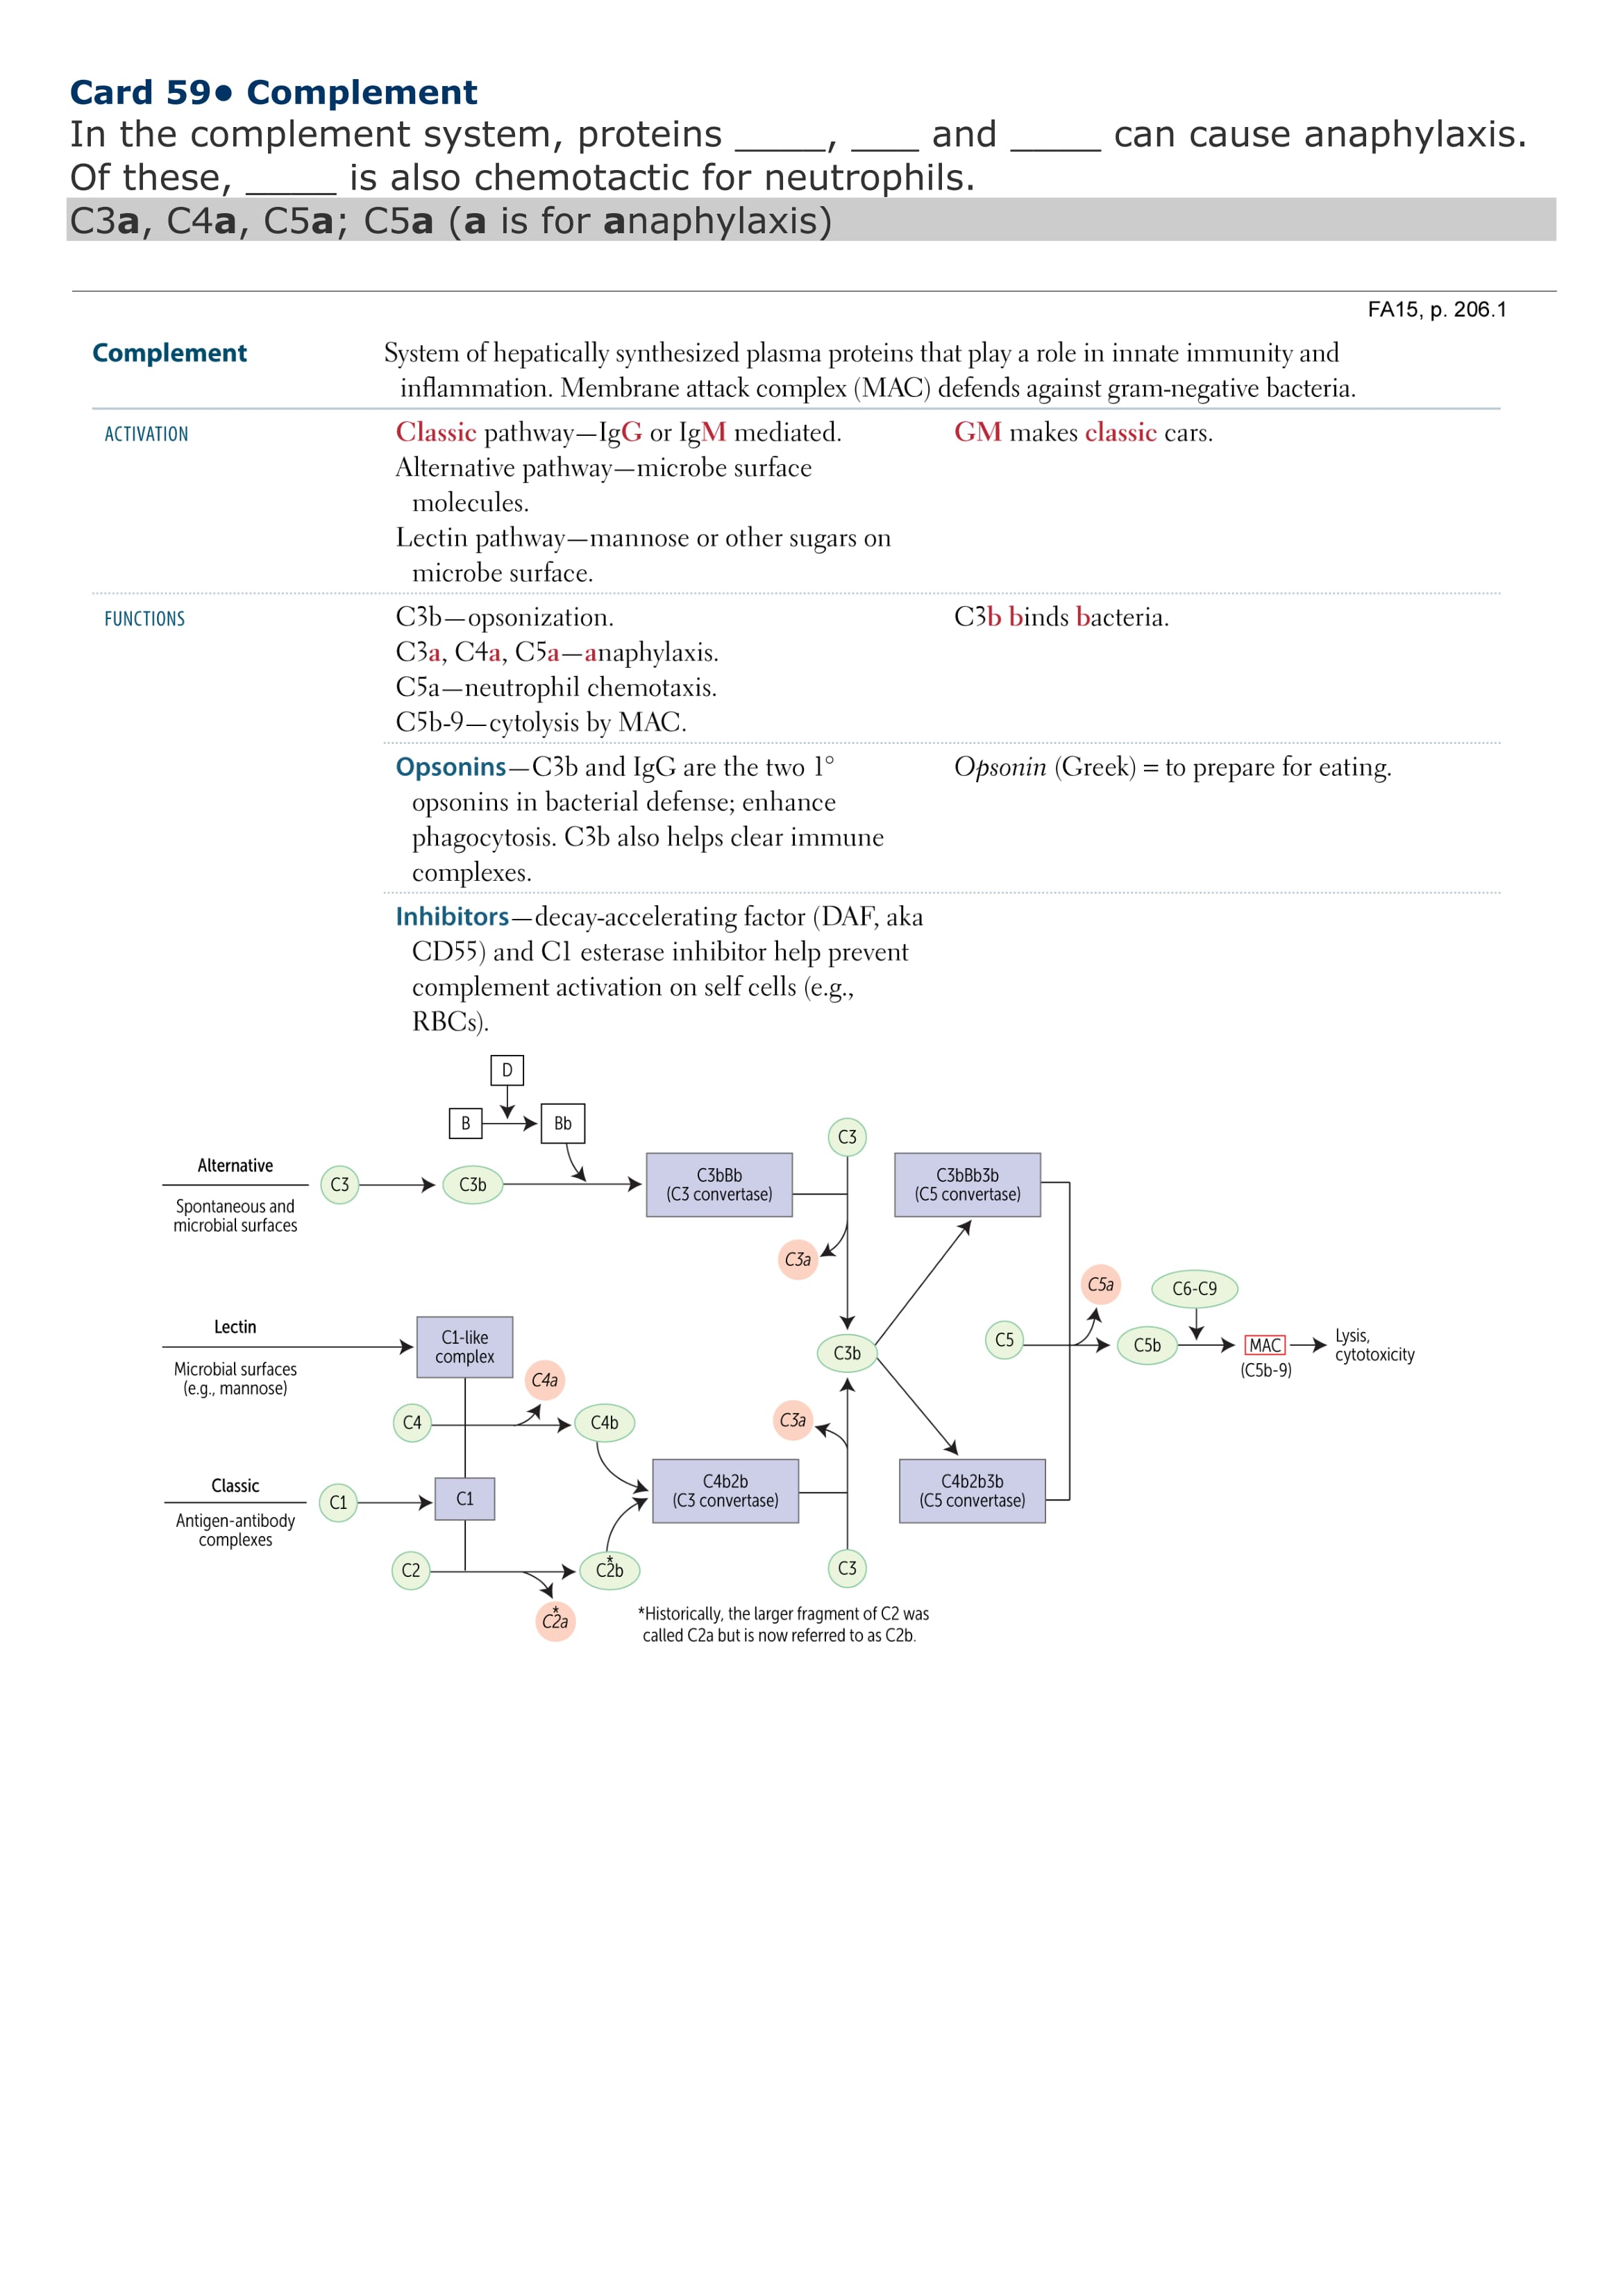 Card 59• Complement
In the complement system, proteins _____, ____ and _____ can cause anaphylaxis.
Of these, _____ is also chemotactic for neutrophils.
C3a, C4a, C5a; C5a (a is for anaphylaxis)
FA15, p. 206.1
Complement
System of hepatically synthesized plasma proteins that play a role in innate immunity and
inflammation. Membrane attack complex (MAC) defends against gram-negative bacteria.
ACTIVATION
Classic pathway—IgG or IgM mediated.
GM makes classic cars.
Alternative pathway—microbe surface
molecules.
Lectin pathway—mannose or other sugars on
microbe surface.
FUNCTIONS
C3b—opsonization.
C3b binds bacteria.
C3a, C4a, C5a—anaphylaxis.
C5a—neutrophil chemotaxis.
C5b-9—cytolysis by MAC.
Opsonins—C3b and IgG are the two 1°
Opsonin (Greek) = to prepare for eating.
opsonins in bacterial defense; enhance
phagocytosis. C3b also helps clear immune
complexes.
Inhibitors—decay-accelerating factor (DAF, aka
CD55) and C1 esterase inhibitor help prevent
complement activation on self cells (e.g.,
RBCs).
D
B
Bb
Alternative
Spontaneous and
microbial surfaces
C3
C3b
C3bBb
(C3 convertase)
C3
C3a
C3bBb3b
(C5 convertase)
Lectin
Microbial surfaces
(e.g., mannose)
C1-like
complex
C4a
C4
C4b
C3b
C3a
C5
C5a
C5b
C6-C9
MAC
(C5b-9)
Lysis,
cytotoxicity
Classic
Antigen-antibody
complexes
C1
C1
C4b2b
(C3 convertase)
C4b2b3b
(C5 convertase)
C2
C2b*
C2a*
C3
*Historically, the larger fragment of C2 was
called C2a but is now referred to as C2b.